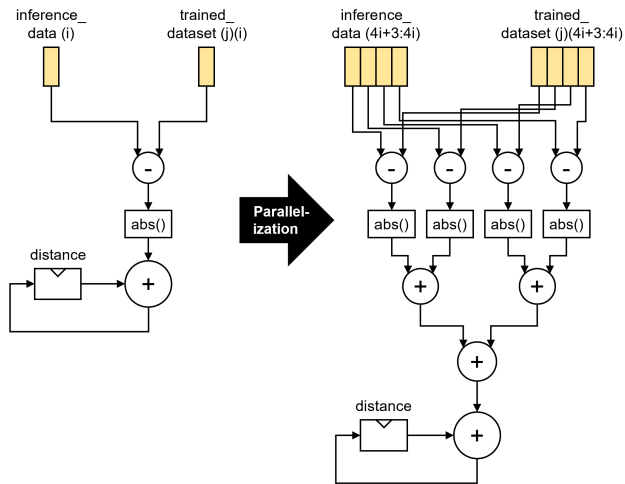 inference_
data (i)
trained_
dataset (j)(i)
-
abs()
distance
+
Parallel-
ization
inference_
data (4i+3:4i)
trained_
dataset (j)(4i+3:4i)
-
-
-
-
abs()
abs()
abs()
abs()
+
+
+
distance
+